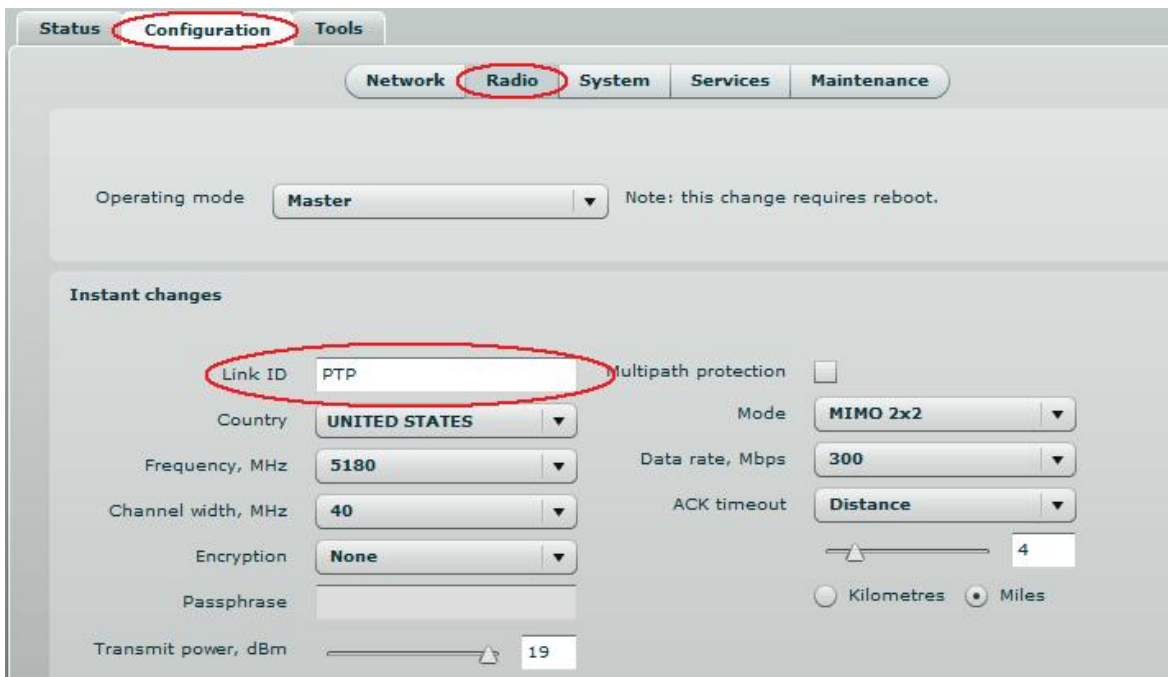 Status Configuration Tools
Network Radio System Services Maintenance
Operating mode Master Note: this change requires reboot.
Instant changes
Link ID PTP Multipath protection
Country UNITED STATES Mode MIMO 2x2
Frequency, MHz 5180 Data rate, Mbps 300
Channel width, MHz 40 ACK timeout Distance
Encryption None 4
Passphrase Kilometres Miles
Transmit power, dBm 19